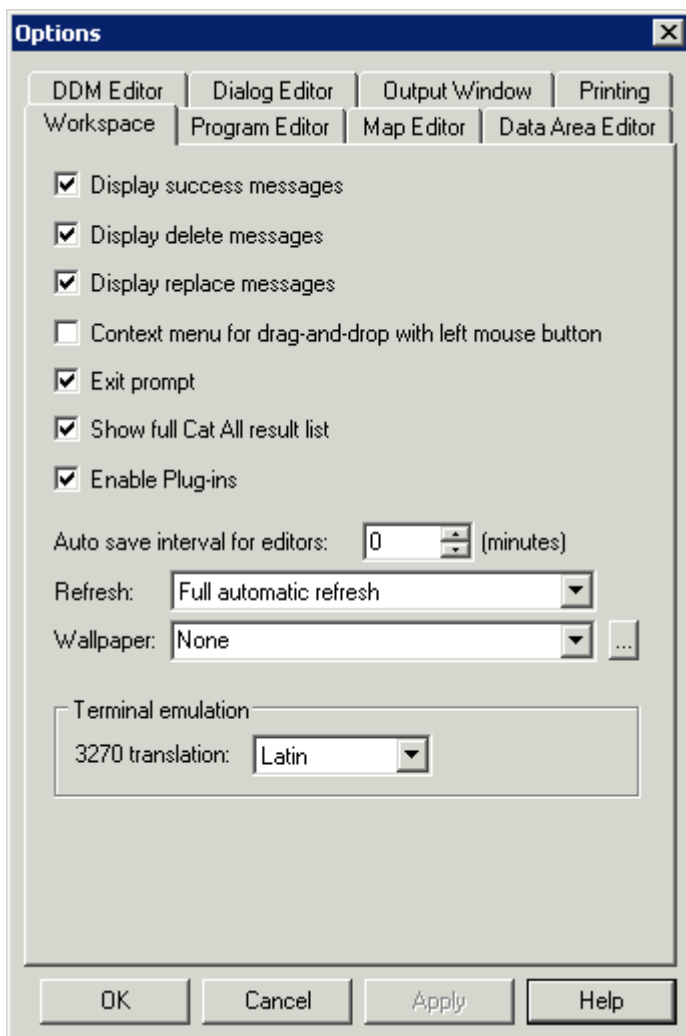 Options
DDM Editor Dialog Editor Output Window Printing
Workspace Program Editor Map Editor Data Area Editor
Display success messages
Display delete messages
Display replace messages
Context menu for drag-and-drop with left mouse button
Exit prompt
Show full Cat All result list
Enable Plug-ins
Auto save interval for editors: 0 (minutes)
Refresh: Full automatic refresh
Wallpaper: None ...
Terminal emulation
3270 translation: Latin
OK Cancel Apply Help